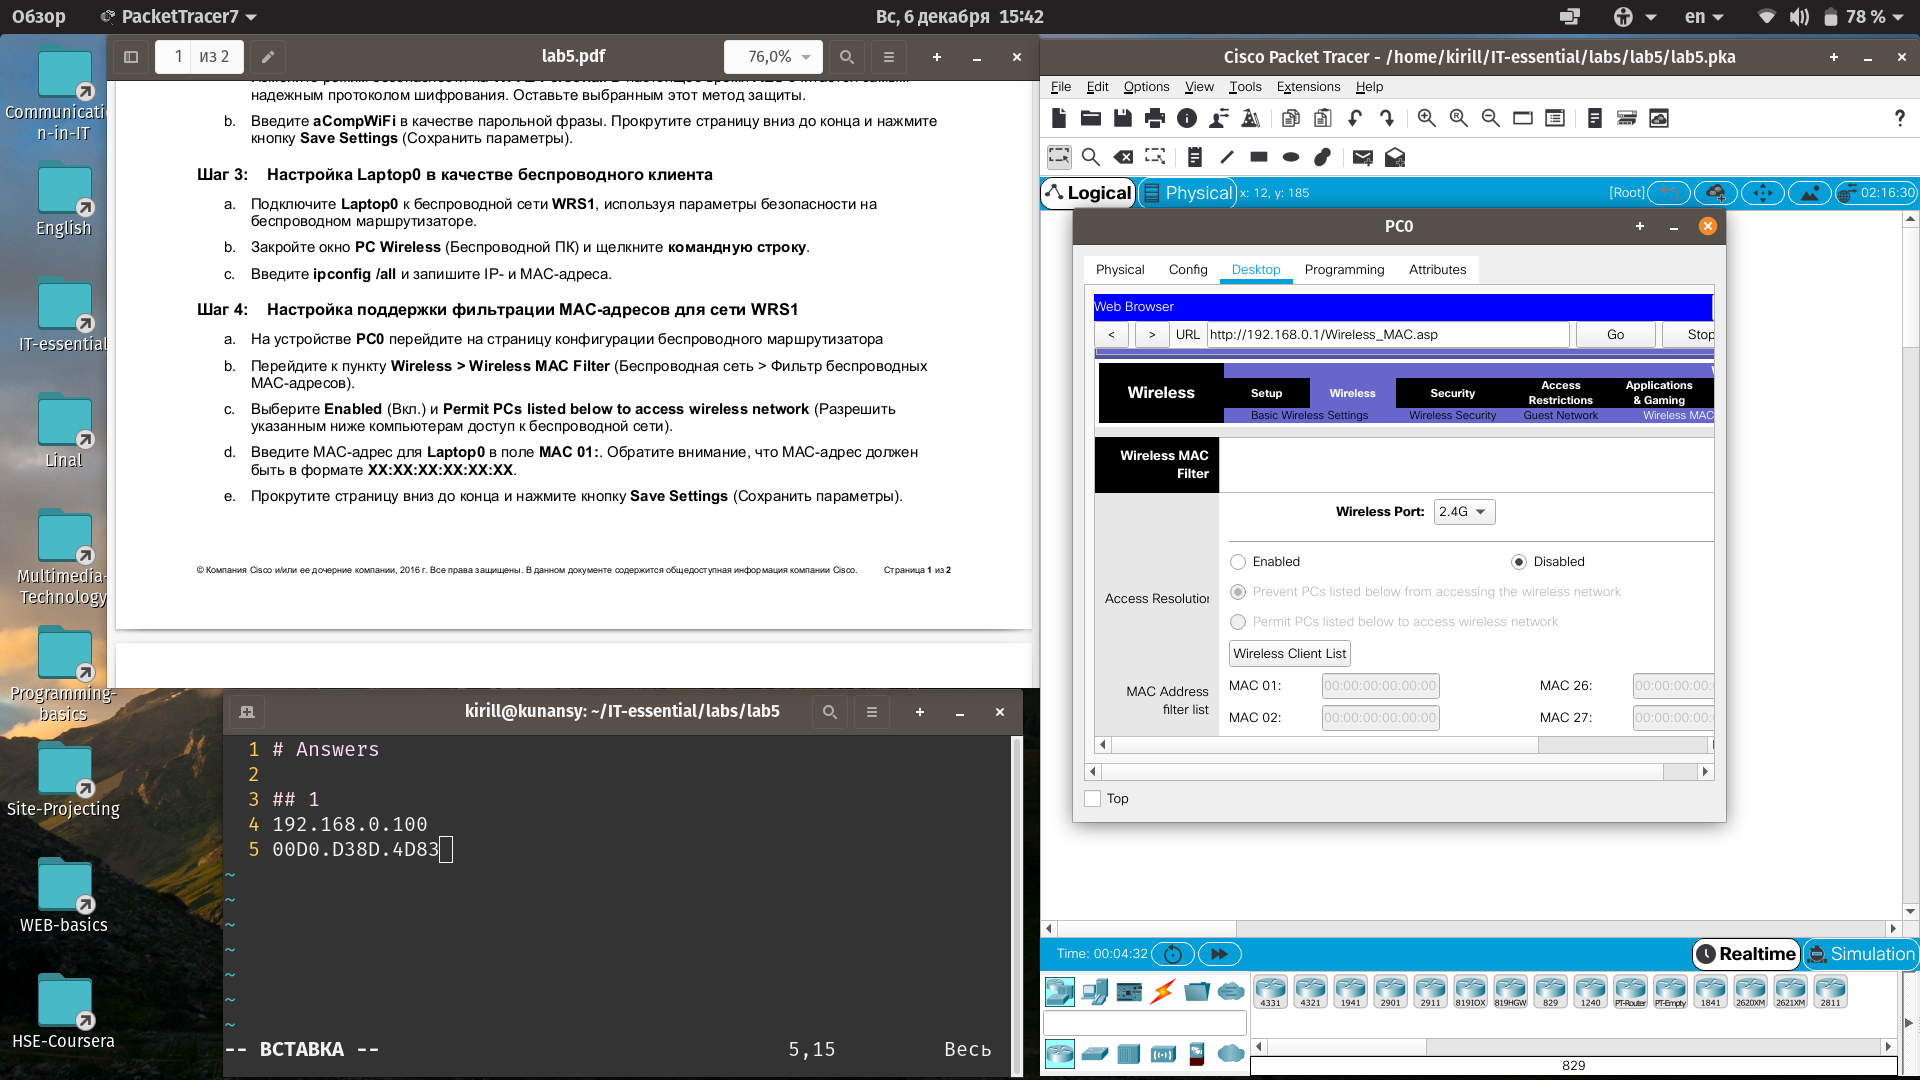 Обзор
PacketTracer7
Вс, 6 декабря 15:42
en
78 %
Communicati
n-in-IT
English
IT-essential
Linal
Multimedia-
Technology
Programming-
basics
Site-Projecting
WEB-basics
HSE-Coursera
1 из 2
lab5.pdf
76,0%
надежным протоколом шифрования. Оставьте выбранным этот метод защиты.
b. Введите aCompWiFi в качестве парольной фразы. Прокрутите страницу вниз до конца и нажмите
кнопку Save Settings (Сохранить параметры).
Шаг 3: Настройка Laptop0 в качестве беспроводного клиента
a. Подключите Laptop0 к беспроводной сети WRS1, используя параметры безопасности на
беспроводном маршрутизаторе.
b. Закройте окно PC Wireless (Беспроводной ПК) и щелкните командную строку.
c. Введите ipconfig /all и запишите IP- и MAC-адреса.
Шаг 4: Настройка поддержки фильтрации MAC-адресов для сети WRS1
a. На устройстве PC0 перейдите на страницу конфигурации беспроводного маршрутизатора
b. Перейдите к пункту Wireless > Wireless MAC Filter (Беспроводная сеть > Фильтр беспроводных
MAC-адресов).
c. Выберите Enabled (Вкл.) и Permit PCs listed below to access wireless network (Разрешить
указанным ниже компьютерам доступ к беспроводной сети).
d. Введите MAC-адрес для Laptop0 в поле MAC 01:. Обратите внимание, что MAC-адрес должен
быть в формате XX:XX:XX:XX:XX:XX.
e. Прокрутите страницу вниз до конца и нажмите кнопку Save Settings (Сохранить параметры).
© Компания Cisco и/или ее дочерние компании, 2016 г. Все права защищены. В данном документе содержится общедоступная информация компании Cisco. Страница 1 из 2
kirill@kunansy: ~/IT-essential/labs/lab5
1 # Answers
2
3 ## 1
4 192.168.0.100
5 00D0.D38D.4D83
~
~
~
~
~
~
~
-- ВСТАВКА -- 5,15 Весь
Cisco Packet Tracer - /home/kirill/IT-essential/labs/lab5/lab5.pka
File Edit Options View Tools Extensions Help
?
Logical Physical x: 12, y: 185 [Root] 02:16:30
PC0
Physical Config Desktop Programming Attributes
Web Browser
< > URL http://192.168.0.1/Wireless_MAC.asp Go Stop
Wireless
Setup Wireless Security Access Restrictions Applications & Gaming
Basic Wireless Settings Wireless Security Guest Network Wireless MAC
Wireless MAC
Filter
Wireless Port: 2.4G
Enabled Disabled
Access Resolution
Prevent PCs listed below from accessing the wireless network
Permit PCs listed below to access wireless network
Wireless Client List
MAC Address
filter list
MAC 01: 00:00:00:00:00:00 MAC 26: 00:00:00:
MAC 02: 00:00:00:00:00:00 MAC 27: 00:00:00:
Top
Time: 00:04:32
Realtime Simulation
4331 4321 1941 2901 2911 819IOX 819HGW 829 1240 PT-Router PT-Empty 1841 2620XM 2621XM 2811
829